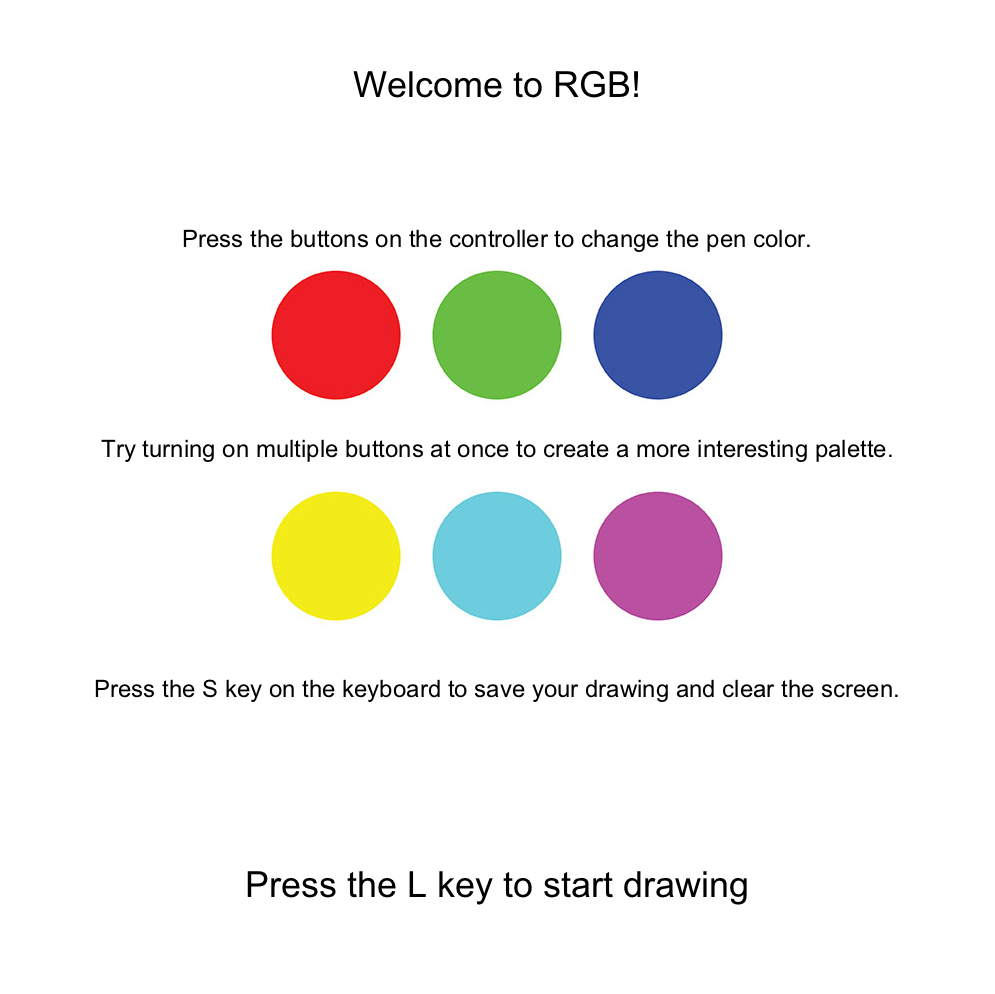 Welcome to RGB!
Press the buttons on the controller to change the pen color.
Try turning on multiple buttons at once to create a more interesting palette.
Press the S key on the keyboard to save your drawing and clear the screen.
Press the L key to start drawing